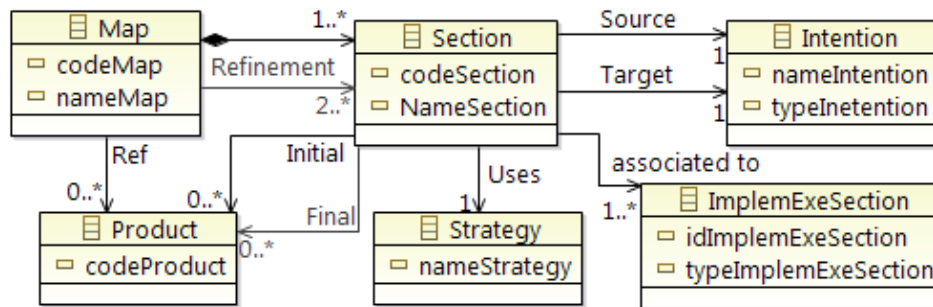 Map
codeMap
nameMap
1..*
Refinement
2..*
Section
codeSection
NameSection
Source
1
Target
1
Intention
nameIntention
typeInetention
Ref
0..*
Initial
0..*
Final
0..*
Uses
1
associated to
1..*
Product
codeProduct
Strategy
nameStrategy
ImplemExeSection
idImplemExeSection
typeImplemExeSection